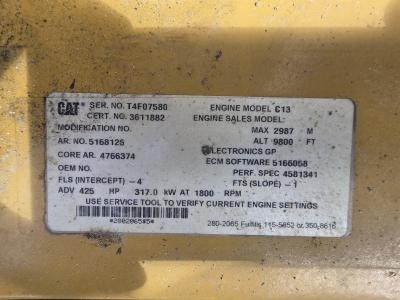 CAT SER. NO. T4F07580 ENGINE MODEL C13
CERT. NO. 3611882 ENGINE SALES MODEL:
MODIFICATION NO. MAX 2987 M
AR. NO. 5168125 ALT 9800 FT
CORE AR. 4766374 ELECTRONICS GP
OEM NO. ECM SOFTWARE 5166058
FLS (INTERCEPT) -4 PERF. SPEC 4581341
FTS (SLOPE) -1
ADV 425 HP 317.0 kW AT 1800 RPM
USE SERVICE TOOL TO VERIFY CURRENT ENGINE SETTINGS
*2802065#5* 280-2065 Fulfills 115-5852 or 350-8616